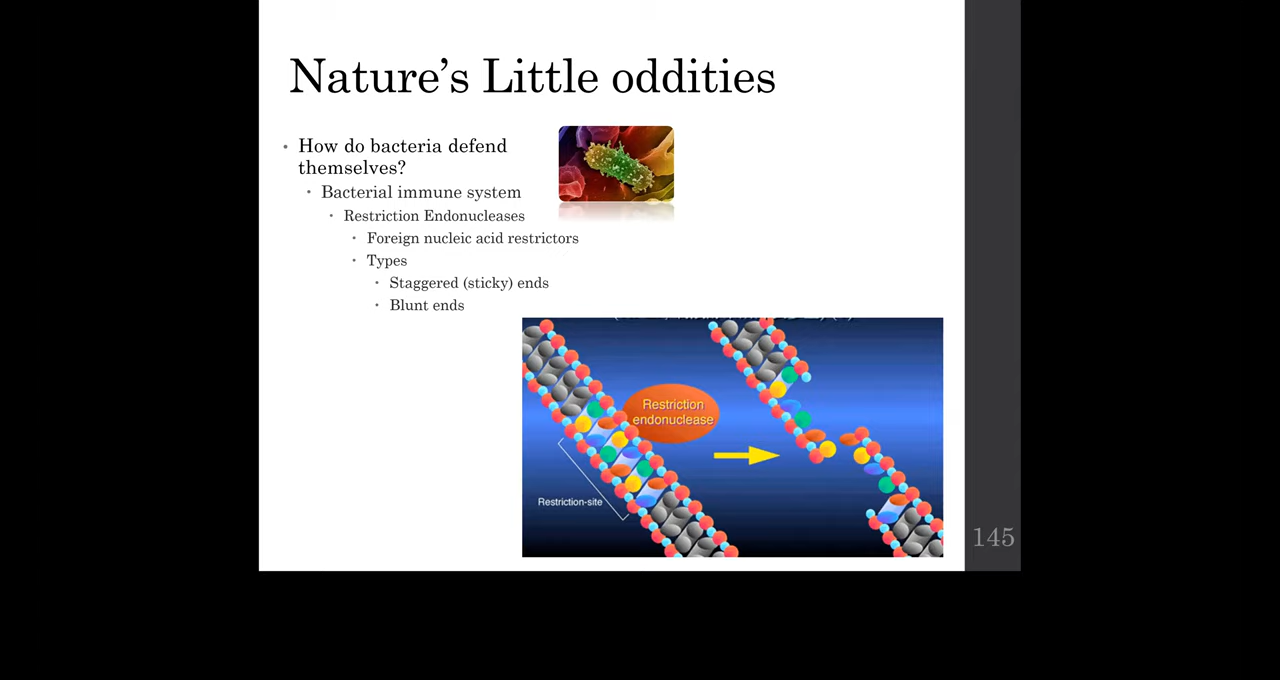 Nature’s Little oddities
• How do bacteria defend
themselves?
• Bacterial immune system
• Restriction Endonucleases
• Foreign nucleic acid restrictors
• Types
• Staggered (sticky) ends
• Blunt ends
Restriction
endonuclease
Restriction-site
145